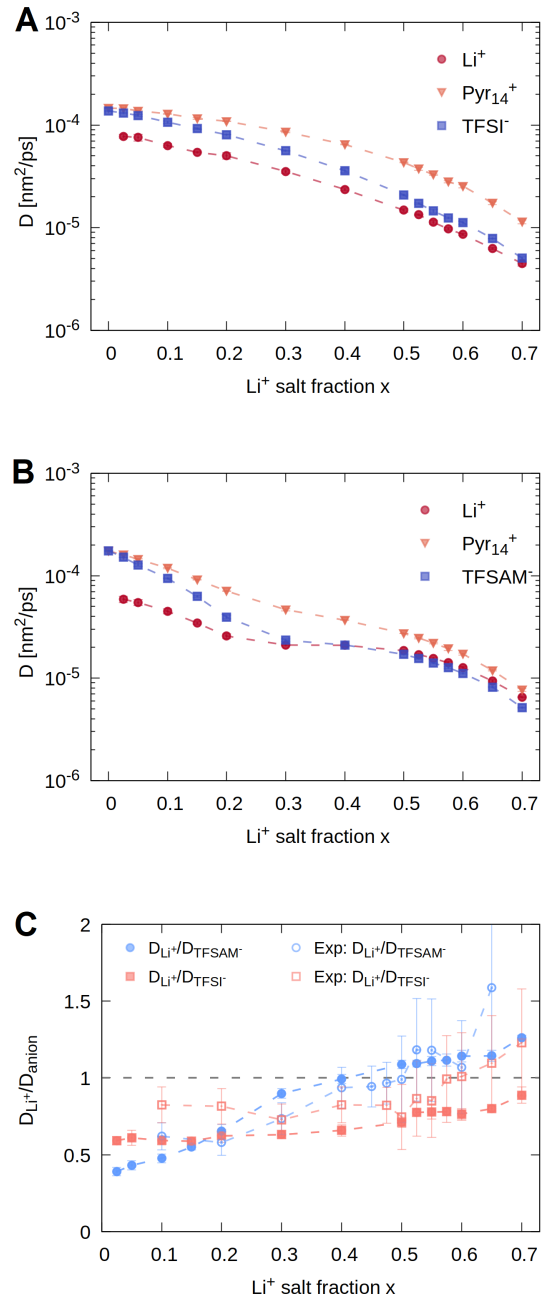 A
10⁻³
10⁻⁴
10⁻⁵
10⁻⁶
D [nm²/ps]
Li⁺
Pyr₁₄⁺
TFSI⁻
0 0.1 0.2 0.3 0.4 0.5 0.6 0.7
Li⁺ salt fraction x
B
10⁻³
10⁻⁴
10⁻⁵
10⁻⁶
D [nm²/ps]
Li⁺
Pyr₁₄⁺
TFSAM⁻
0 0.1 0.2 0.3 0.4 0.5 0.6 0.7
Li⁺ salt fraction x
C
2
1.5
1
0.5
0
D_Li⁺/D_anion
D_Li⁺/D_TFSAM⁻ Exp: D_Li⁺/D_TFSAM⁻
D_Li⁺/D_TFSI⁻ Exp: D_Li⁺/D_TFSI⁻
0 0.1 0.2 0.3 0.4 0.5 0.6 0.7
Li⁺ salt fraction x